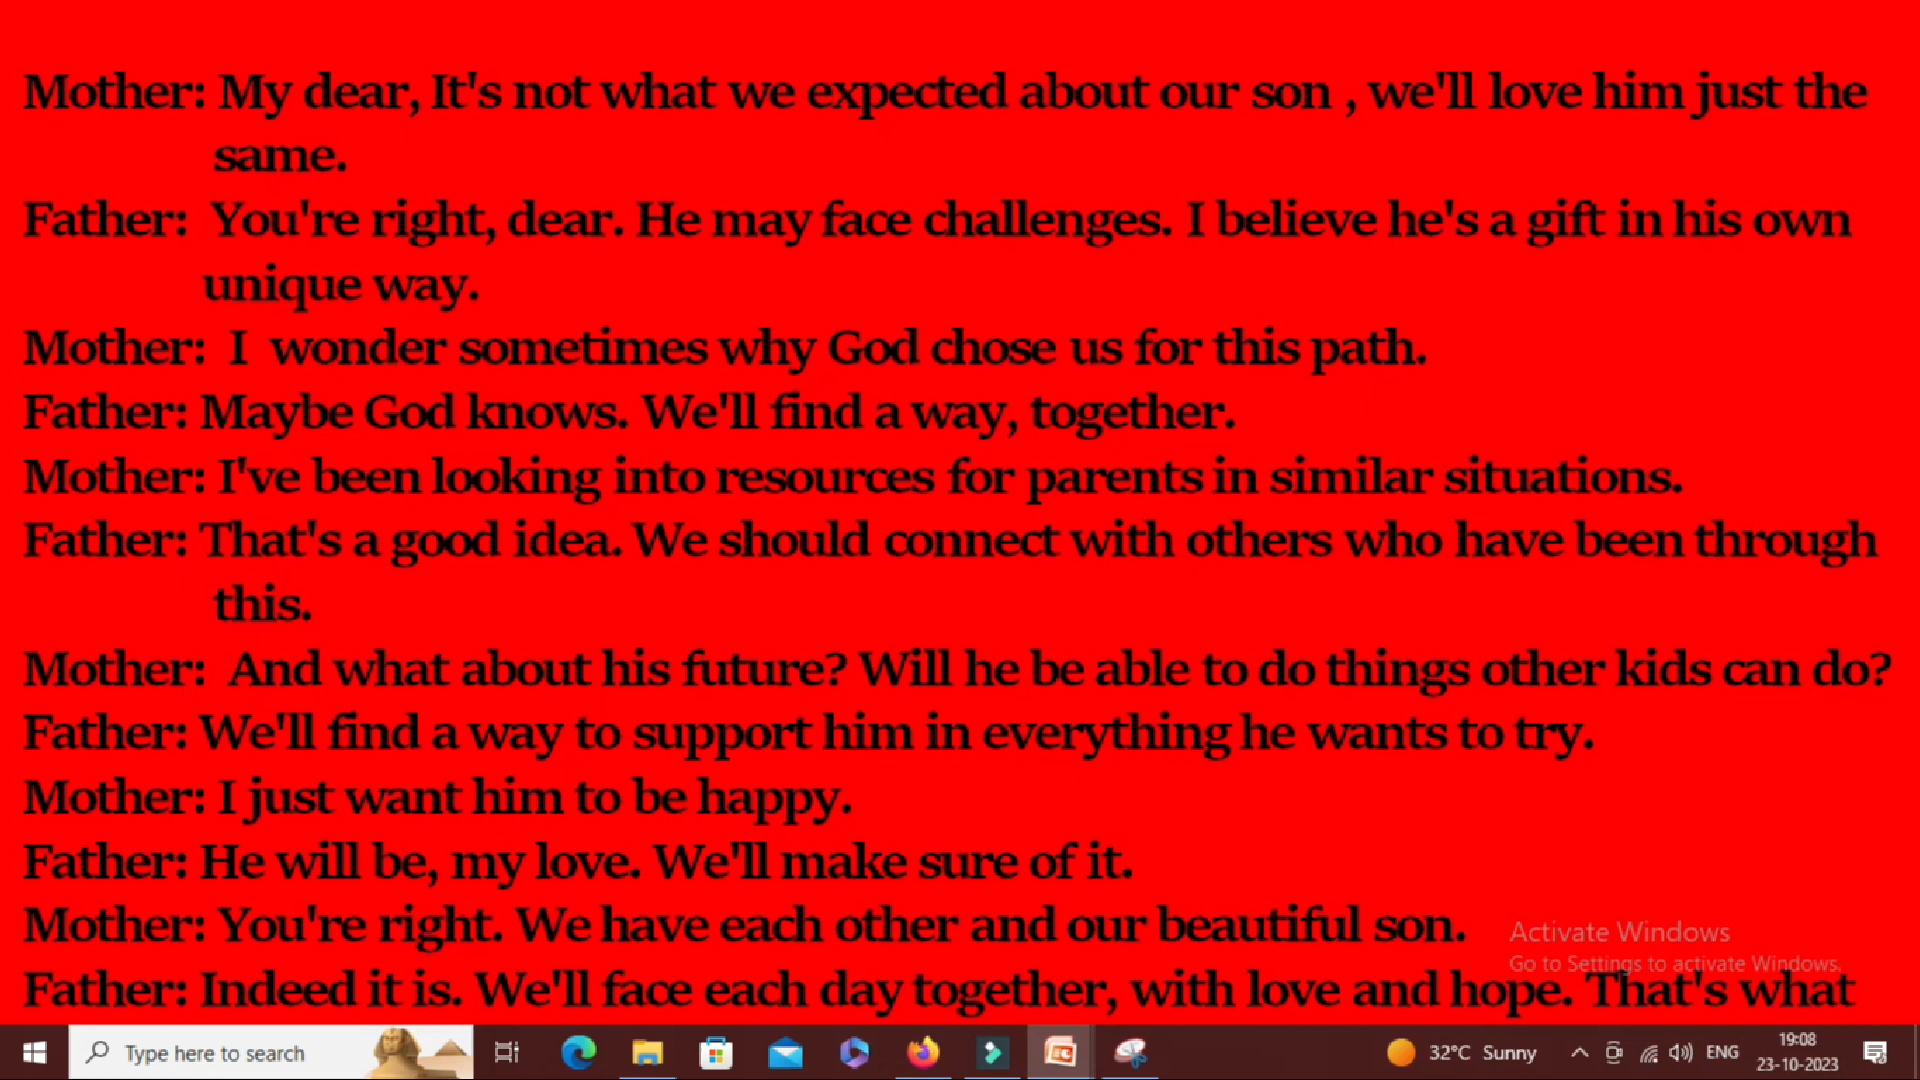 Mother: My dear, It's not what we expected about our son , we'll love him just the
same.
Father: You're right, dear. He may face challenges. I believe he's a gift in his own
unique way.
Mother: I wonder sometimes why God chose us for this path.
Father: Maybe God knows. We'll find a way, together.
Mother: I've been looking into resources for parents in similar situations.
Father: That's a good idea. We should connect with others who have been through
this.
Mother: And what about his future? Will he be able to do things other kids can do?
Father: We'll find a way to support him in everything he wants to try.
Mother: I just want him to be happy.
Father: He will be, my love. We'll make sure of it.
Mother: You're right. We have each other and our beautiful son.
Activate Windows
Go to Settings to activate Windows.
Father: Indeed it is. We'll face each day together, with love and hope. That's what
Type here to search
32°C Sunny
ENG
19:08
23-10-2023